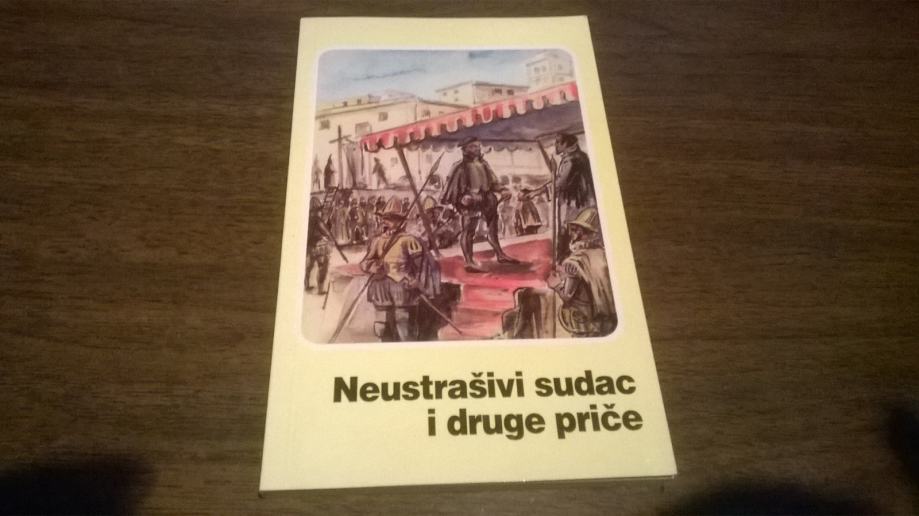 Neustrašivi sudac
i druge priče